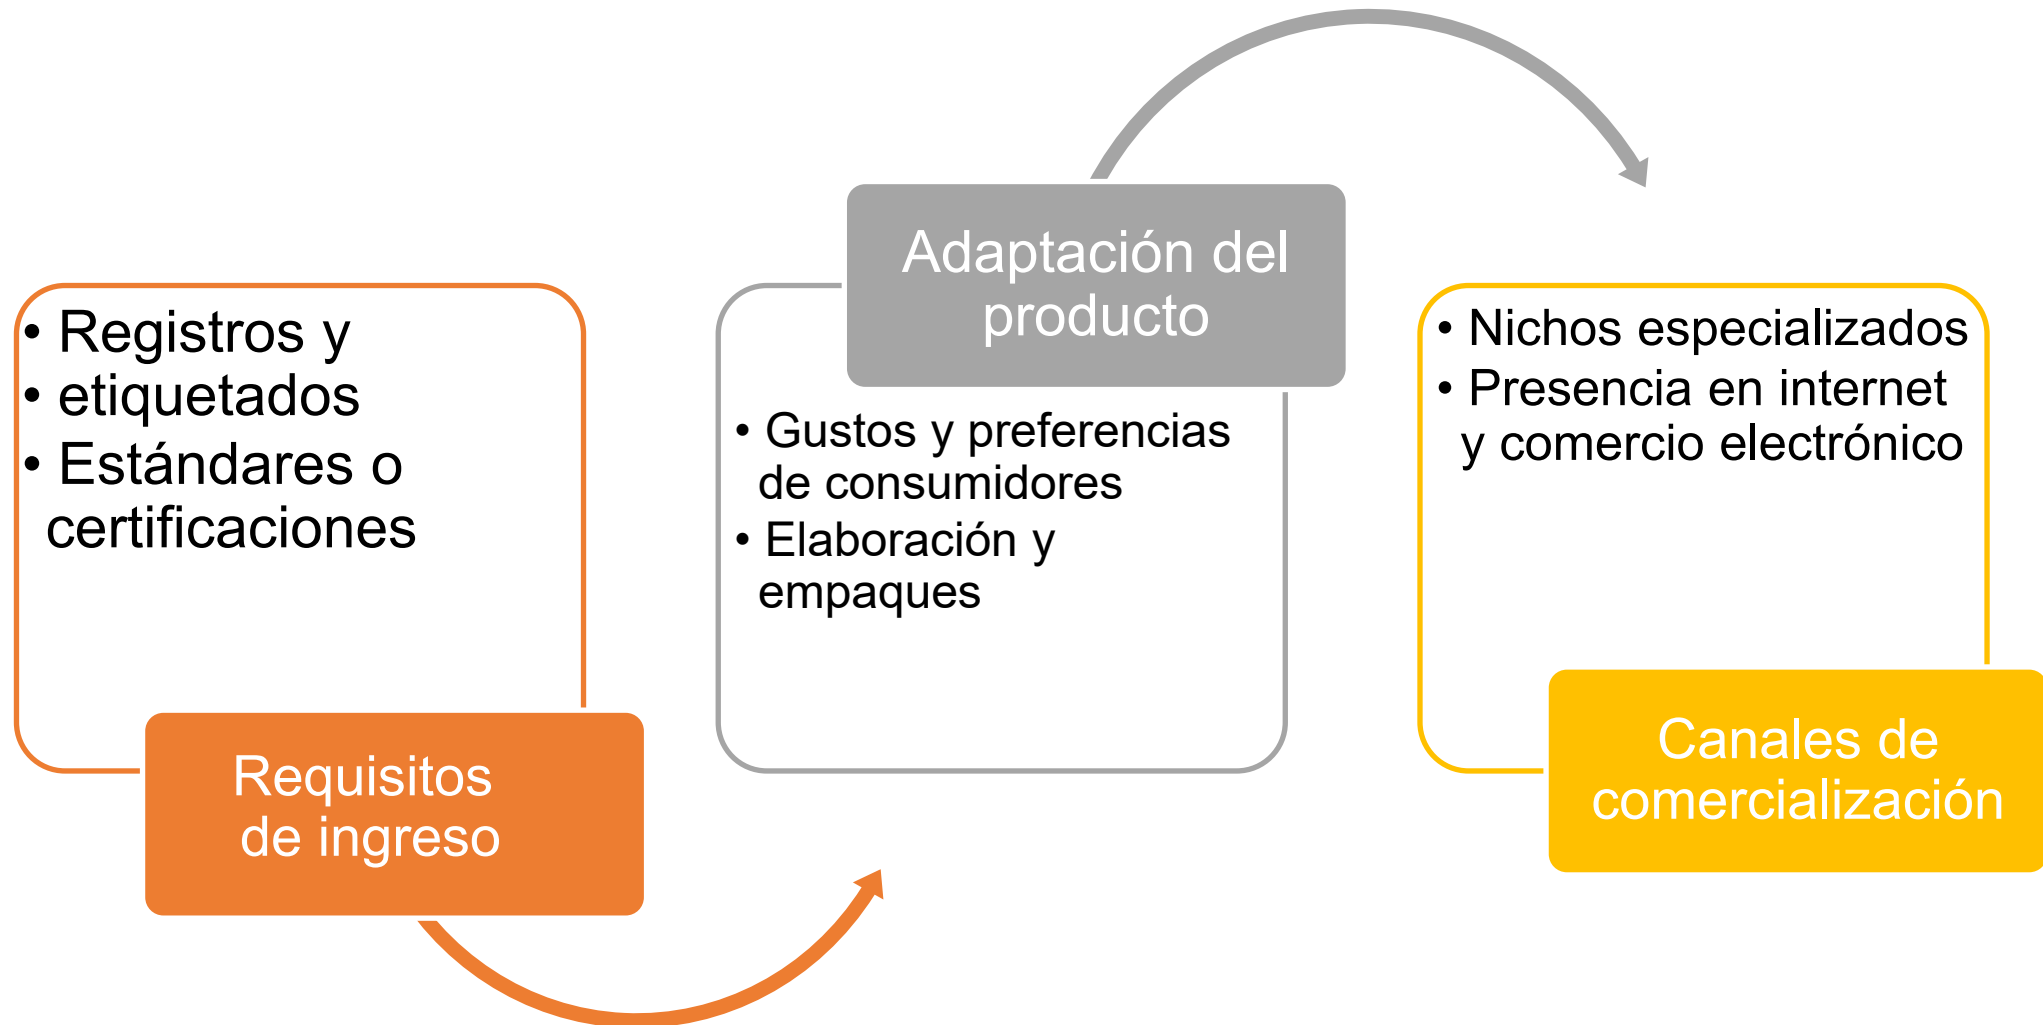 • Registros y
• etiquetados
• Estándares o
certificaciones
Requisitos
de ingreso
Adaptación del
producto
• Gustos y preferencias
de consumidores
• Elaboración y
empaques
• Nichos especializados
• Presencia en internet
y comercio electrónico
Canales de
comercialización